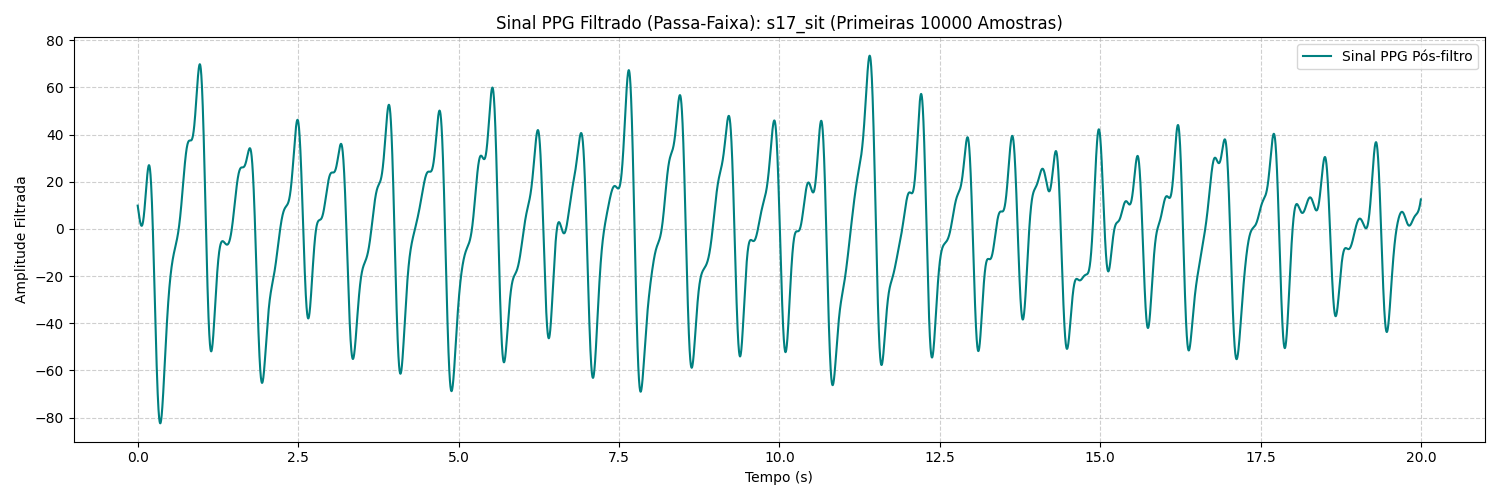 Sinal PPG Filtrado (Passa-Faixa): s17_sit (Primeiras 10000 Amostras)
Sinal PPG Pós-filtro
Amplitude Filtrada
80
60
40
20
0
−20
−40
−60
−80
0.0 2.5 5.0 7.5 10.0 12.5 15.0 17.5 20.0
Tempo (s)